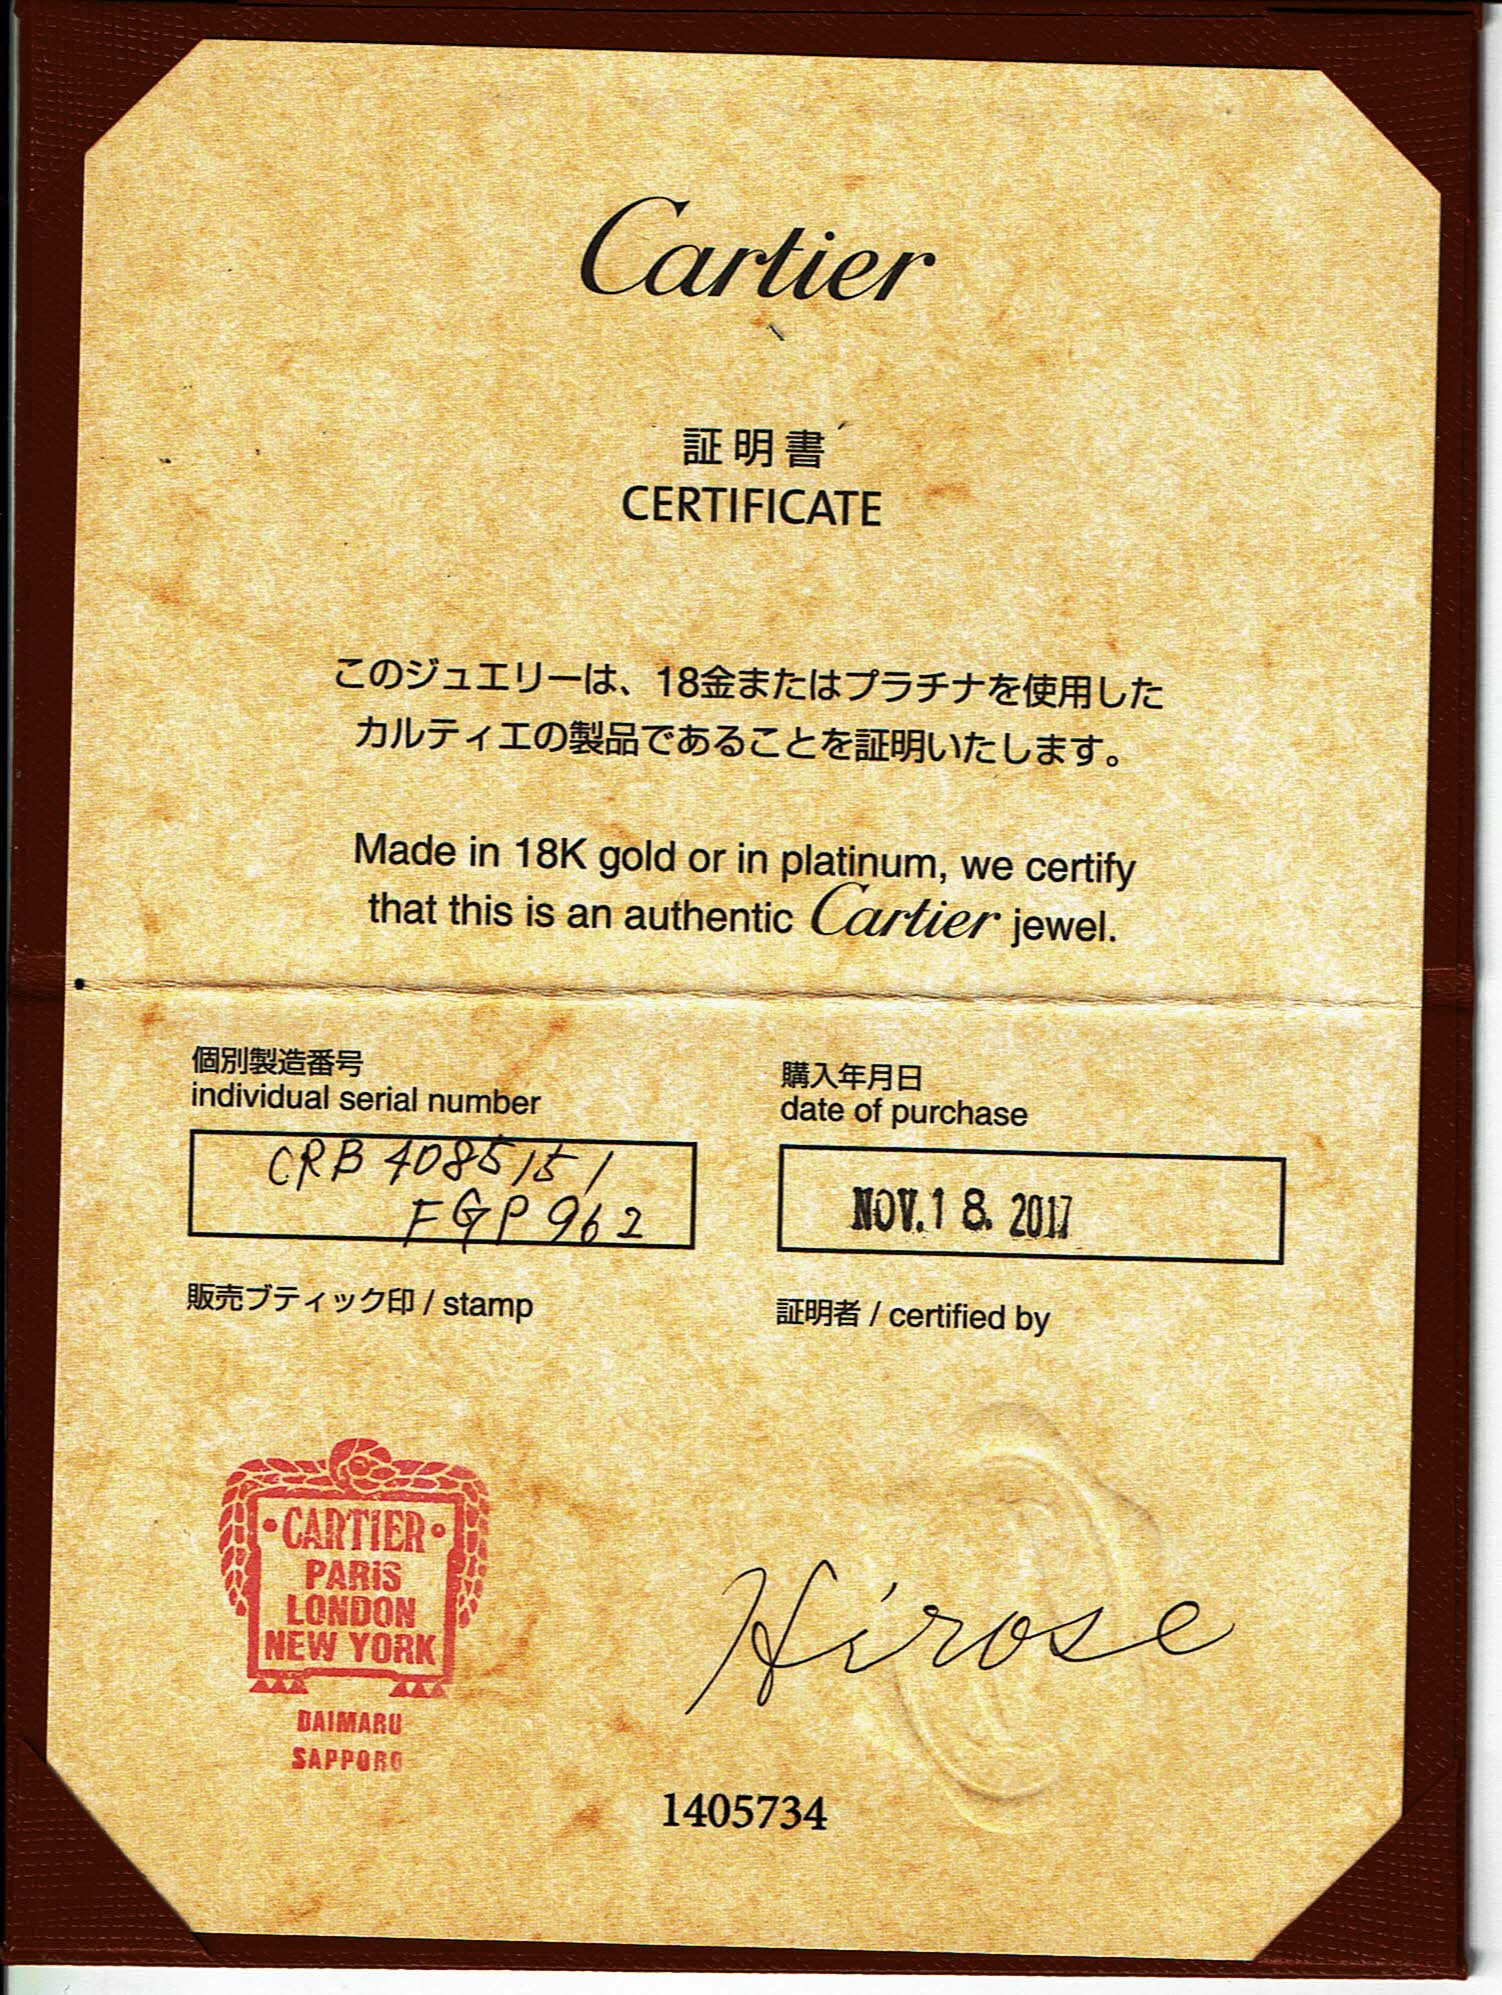 Cartier
証明書
CERTIFICATE
このジュエリーは、18金またはプラチナを使用した
カルティエの製品であることを証明いたします。
Made in 18K gold or in platinum, we certify
that this is an authentic Cartier jewel.
個別製造番号
individual serial number
CRB4085151
FGP962
購入年月日
date of purchase
NOV.18.2017
販売ブティック印 / stamp
証明者 / certified by
・CARTIER・
PARIS
LONDON
NEW YORK
DAIMARU
SAPPORO
Hirose
1405734